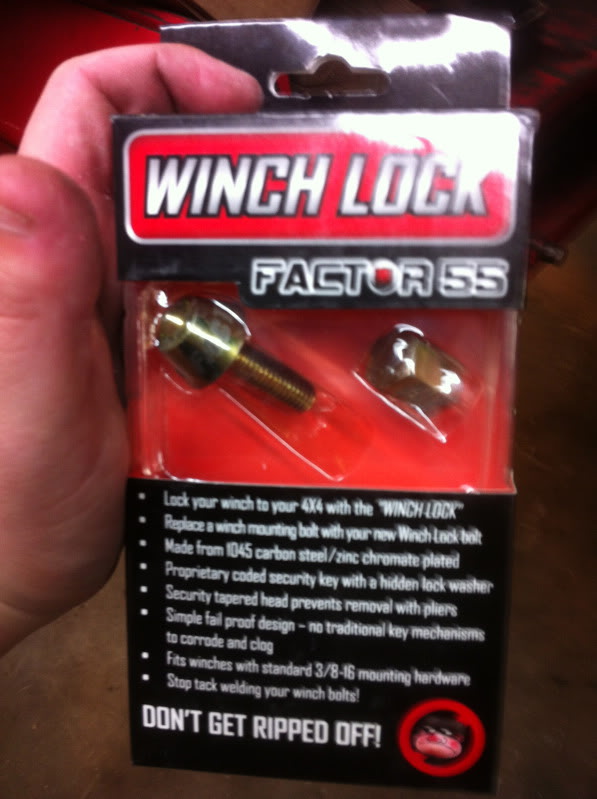 WINCH LOCK
FACTOR 55
▪ Lock your winch to your 4X4 with the "WINCH LOCK"
▪ Replace a winch mounting bolt with your new Winch Lock bolt
▪ Made from 1045 carbon steel/zinc chromate plated
▪ Proprietary coded security key with a hidden lock washer
▪ Security tapered head prevents removal with pliers
▪ Simple fail proof design – no traditional key mechanisms
to corrode and clog
▪ Fits winches with standard 3/8-16 mounting hardware
▪ Stop tack welding your winch bolts!
DON'T GET RIPPED OFF!